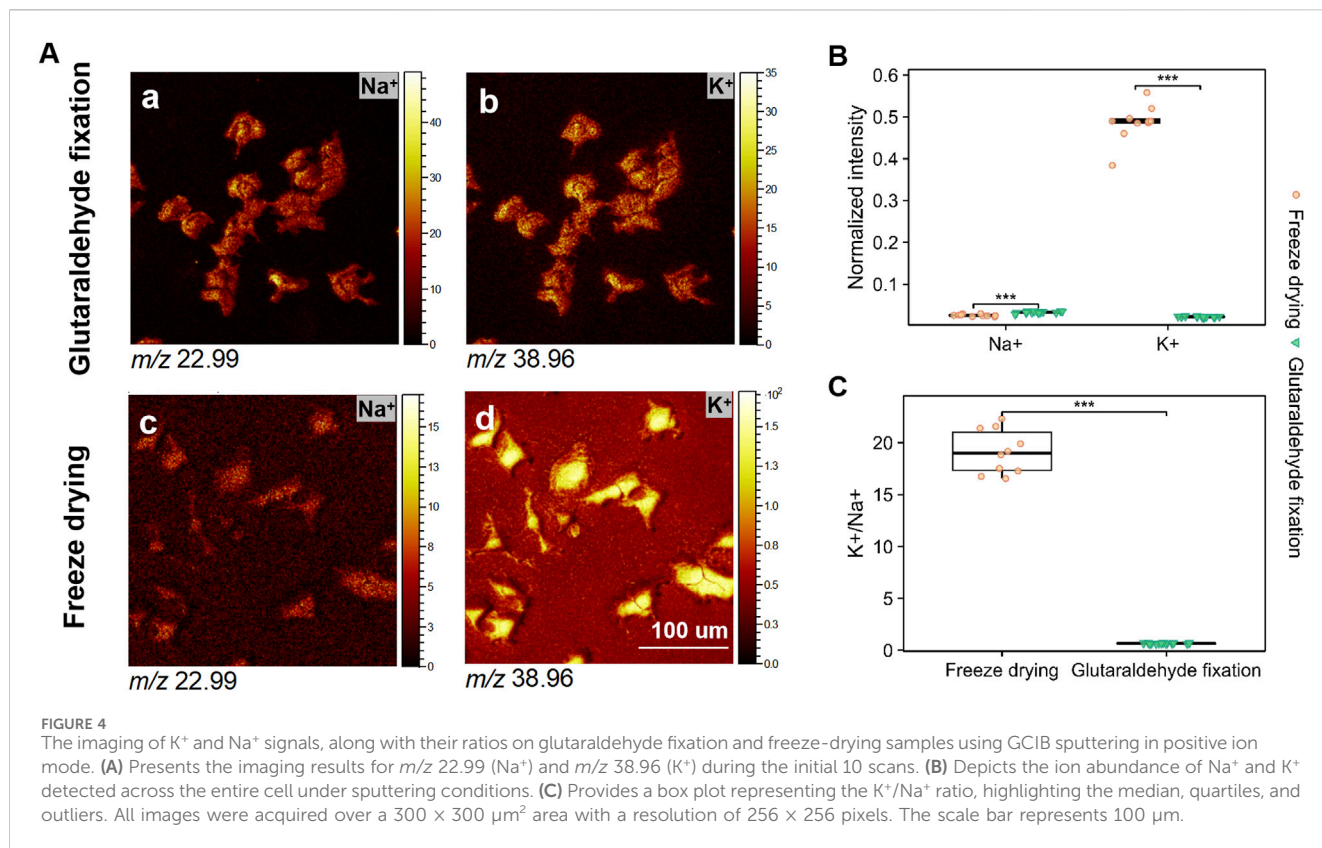 A
Glutaraldehyde fixation
a
Na⁺
40
30
20
10
0
m/z 22.99
b
K⁺
35
30
25
20
15
10
5
0
m/z 38.96
Freeze drying
c
Na⁺
15
13
10
8
5
3
0
m/z 22.99
d
K⁺
×10²
1.5
1.3
1.0
0.8
0.5
0.3
0.0
100 um
m/z 38.96
B
Normalized intensity
0.6
0.5
0.4
0.3
0.2
0.1
***
***
Na+
K+
C
K+/Na+
20
15
10
5
0
***
Freeze drying
Glutaraldehyde fixation
Freeze drying
Glutaraldehyde fixation
FIGURE 4
The imaging of K⁺ and Na⁺ signals, along with their ratios on glutaraldehyde fixation and freeze-drying samples using GCIB sputtering in positive ion
mode. (A) Presents the imaging results for m/z 22.99 (Na⁺) and m/z 38.96 (K⁺) during the initial 10 scans. (B) Depicts the ion abundance of Na⁺ and K⁺
detected across the entire cell under sputtering conditions. (C) Provides a box plot representing the K⁺/Na⁺ ratio, highlighting the median, quartiles, and
outliers. All images were acquired over a 300 × 300 μm² area with a resolution of 256 × 256 pixels. The scale bar represents 100 μm.